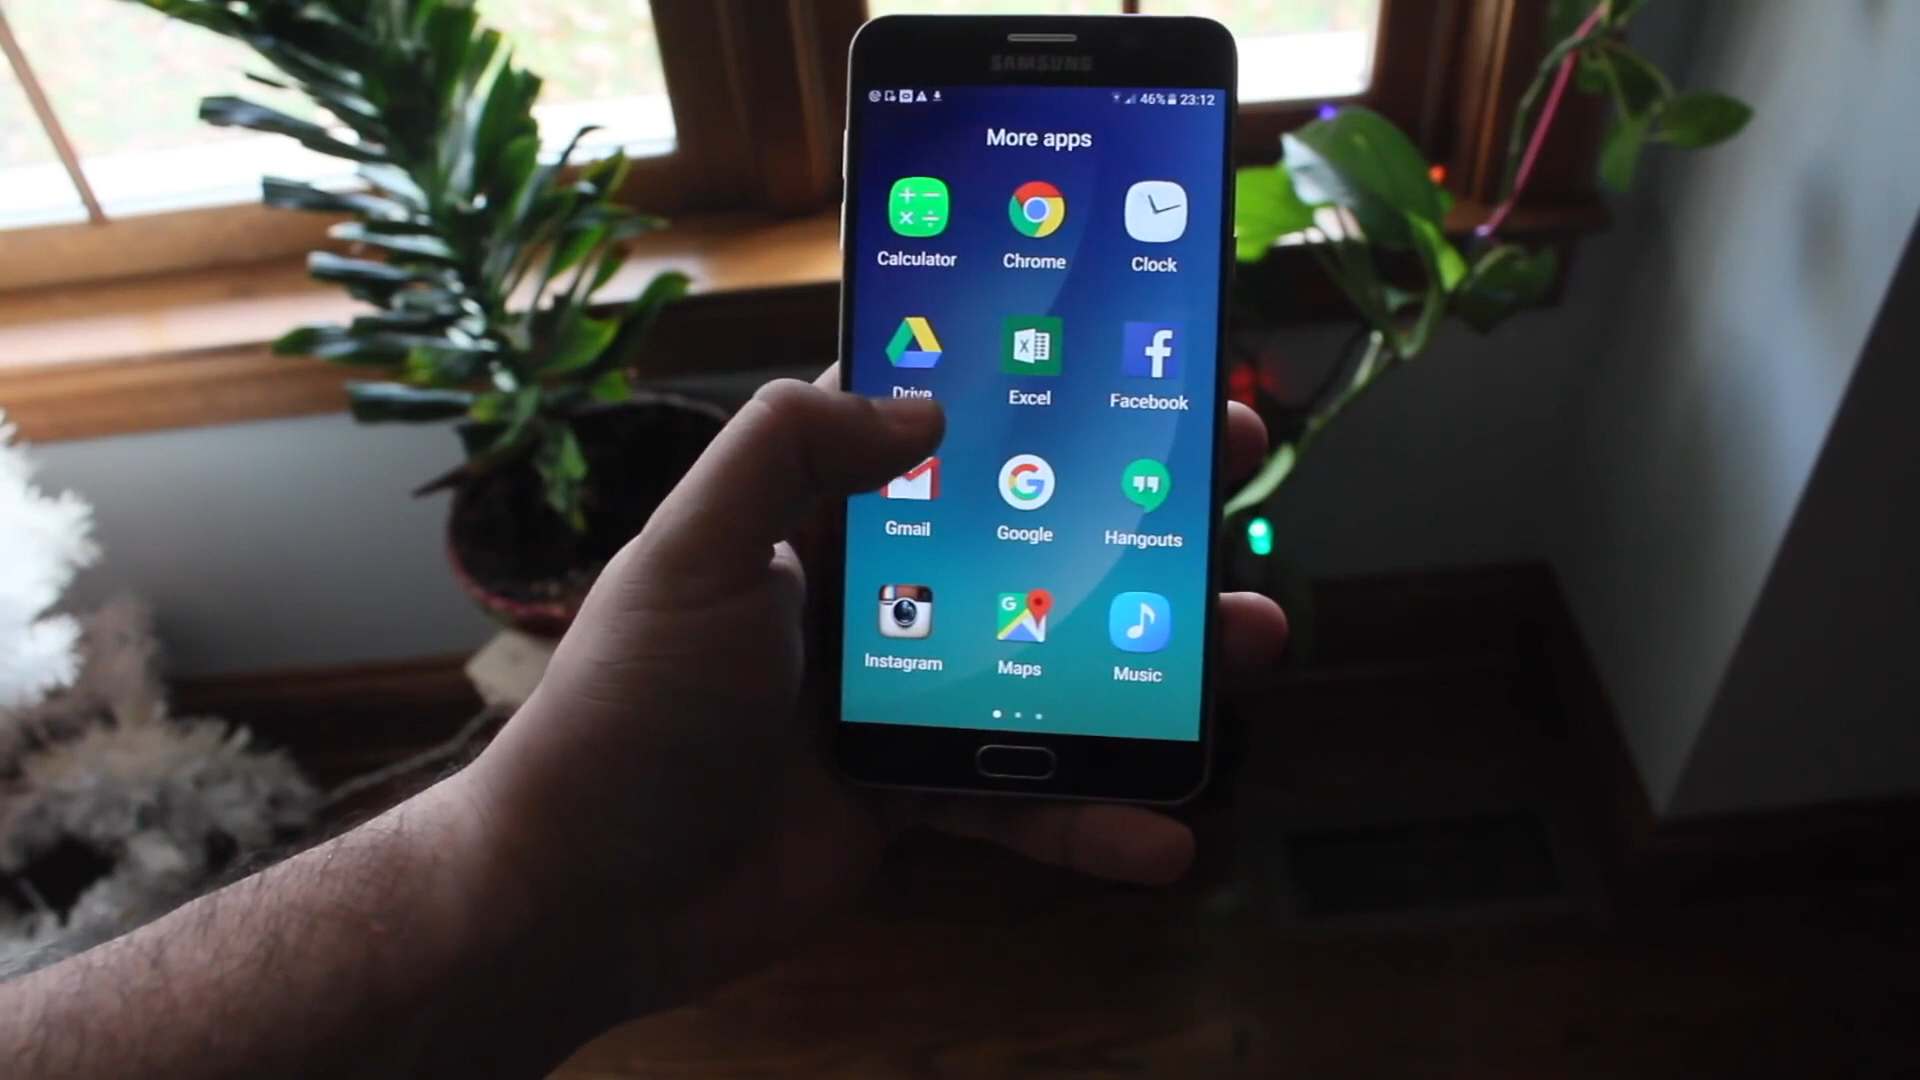 SAMSUNG
46% 23:12
More apps
Calculator Chrome Clock
Drive Excel Facebook
Gmail Google Hangouts
Instagram Maps Music